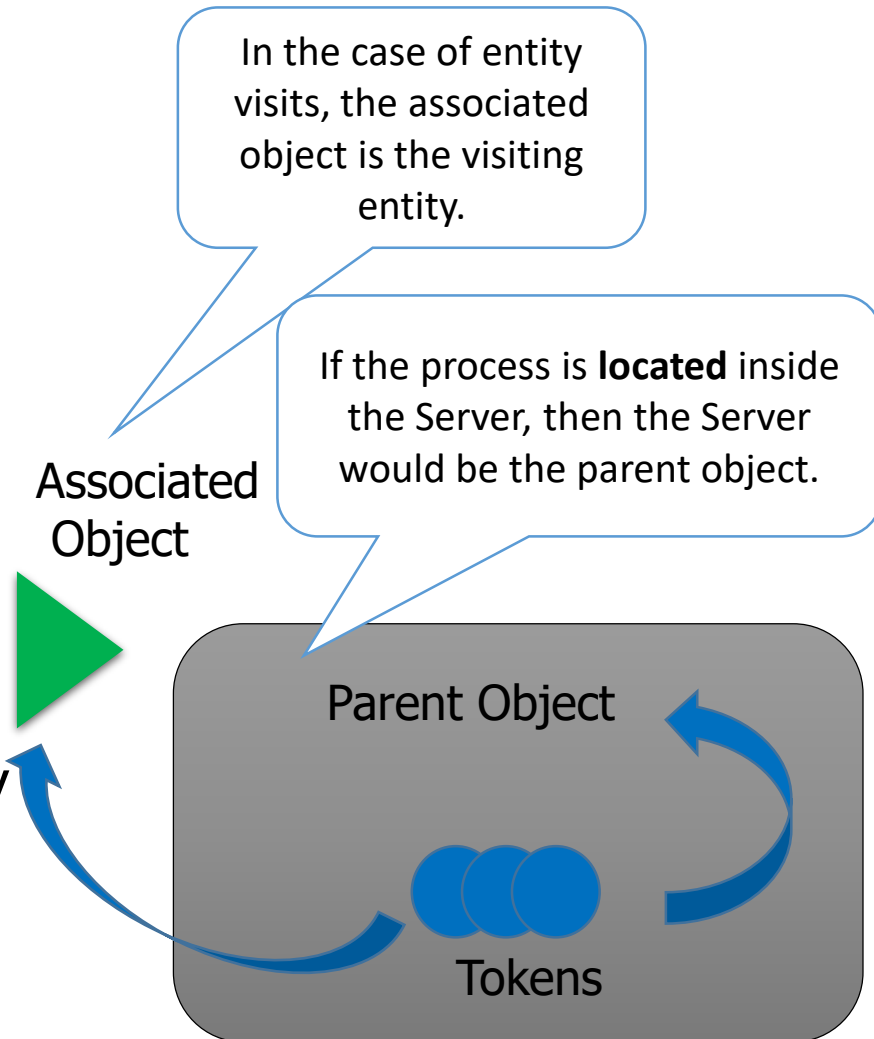 In the case of entity
visits, the associated
object is the visiting
entity.
If the process is located inside
the Server, then the Server
would be the parent object.
Associated
Object
Parent Object
Tokens